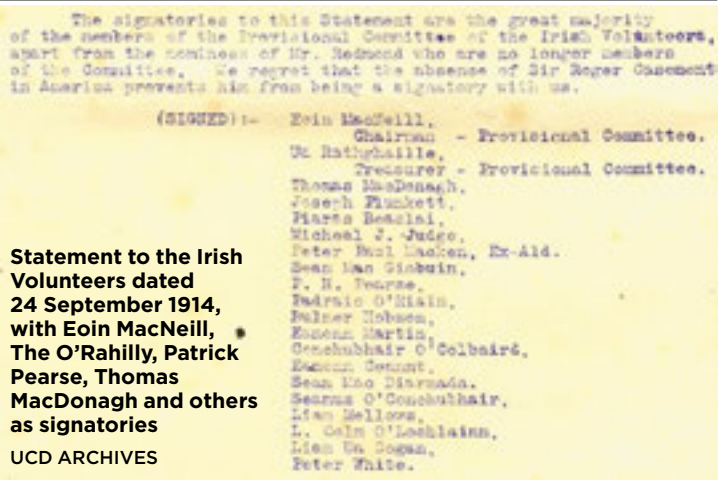 The signatories to this Statement are the great majority
of the members of the Provisional Committee of the Irish Volunteers,
apart from the nominees of Mr. Redmond who are no longer members
of the Committee. We regret that the absence of Sir Roger Casement
in America prevents him from being a signatory with us.
(SIGNED):- Eoin MacNeill,
Chairman - Provisional Committee.
Ua Rathghaille,
Treasurer - Provisional Committee.
Thomas MacDonagh,
Joseph Plunkett,
Piaras Beaslai,
Micheal J. Judge,
Peter Paul Macken, Ex-Ald.
Sean Mac Giobuin,
P. H. Pearse,
Padraic O'Riain,
Bulmer Hobson,
Eamonn Martin,
Conchubhair O'Colbaird,
Eamonn Ceannt,
Sean Mac Diarmada.
Seamus O'Conchubhair,
Liam Mellows,
L. Colm O'Lochlainn,
Liam Ua Gogan,
Peter White.
Statement to the Irish
Volunteers dated
24 September 1914,
with Eoin MacNeill,
The O'Rahilly, Patrick
Pearse, Thomas
MacDonagh and others
as signatories
UCD ARCHIVES